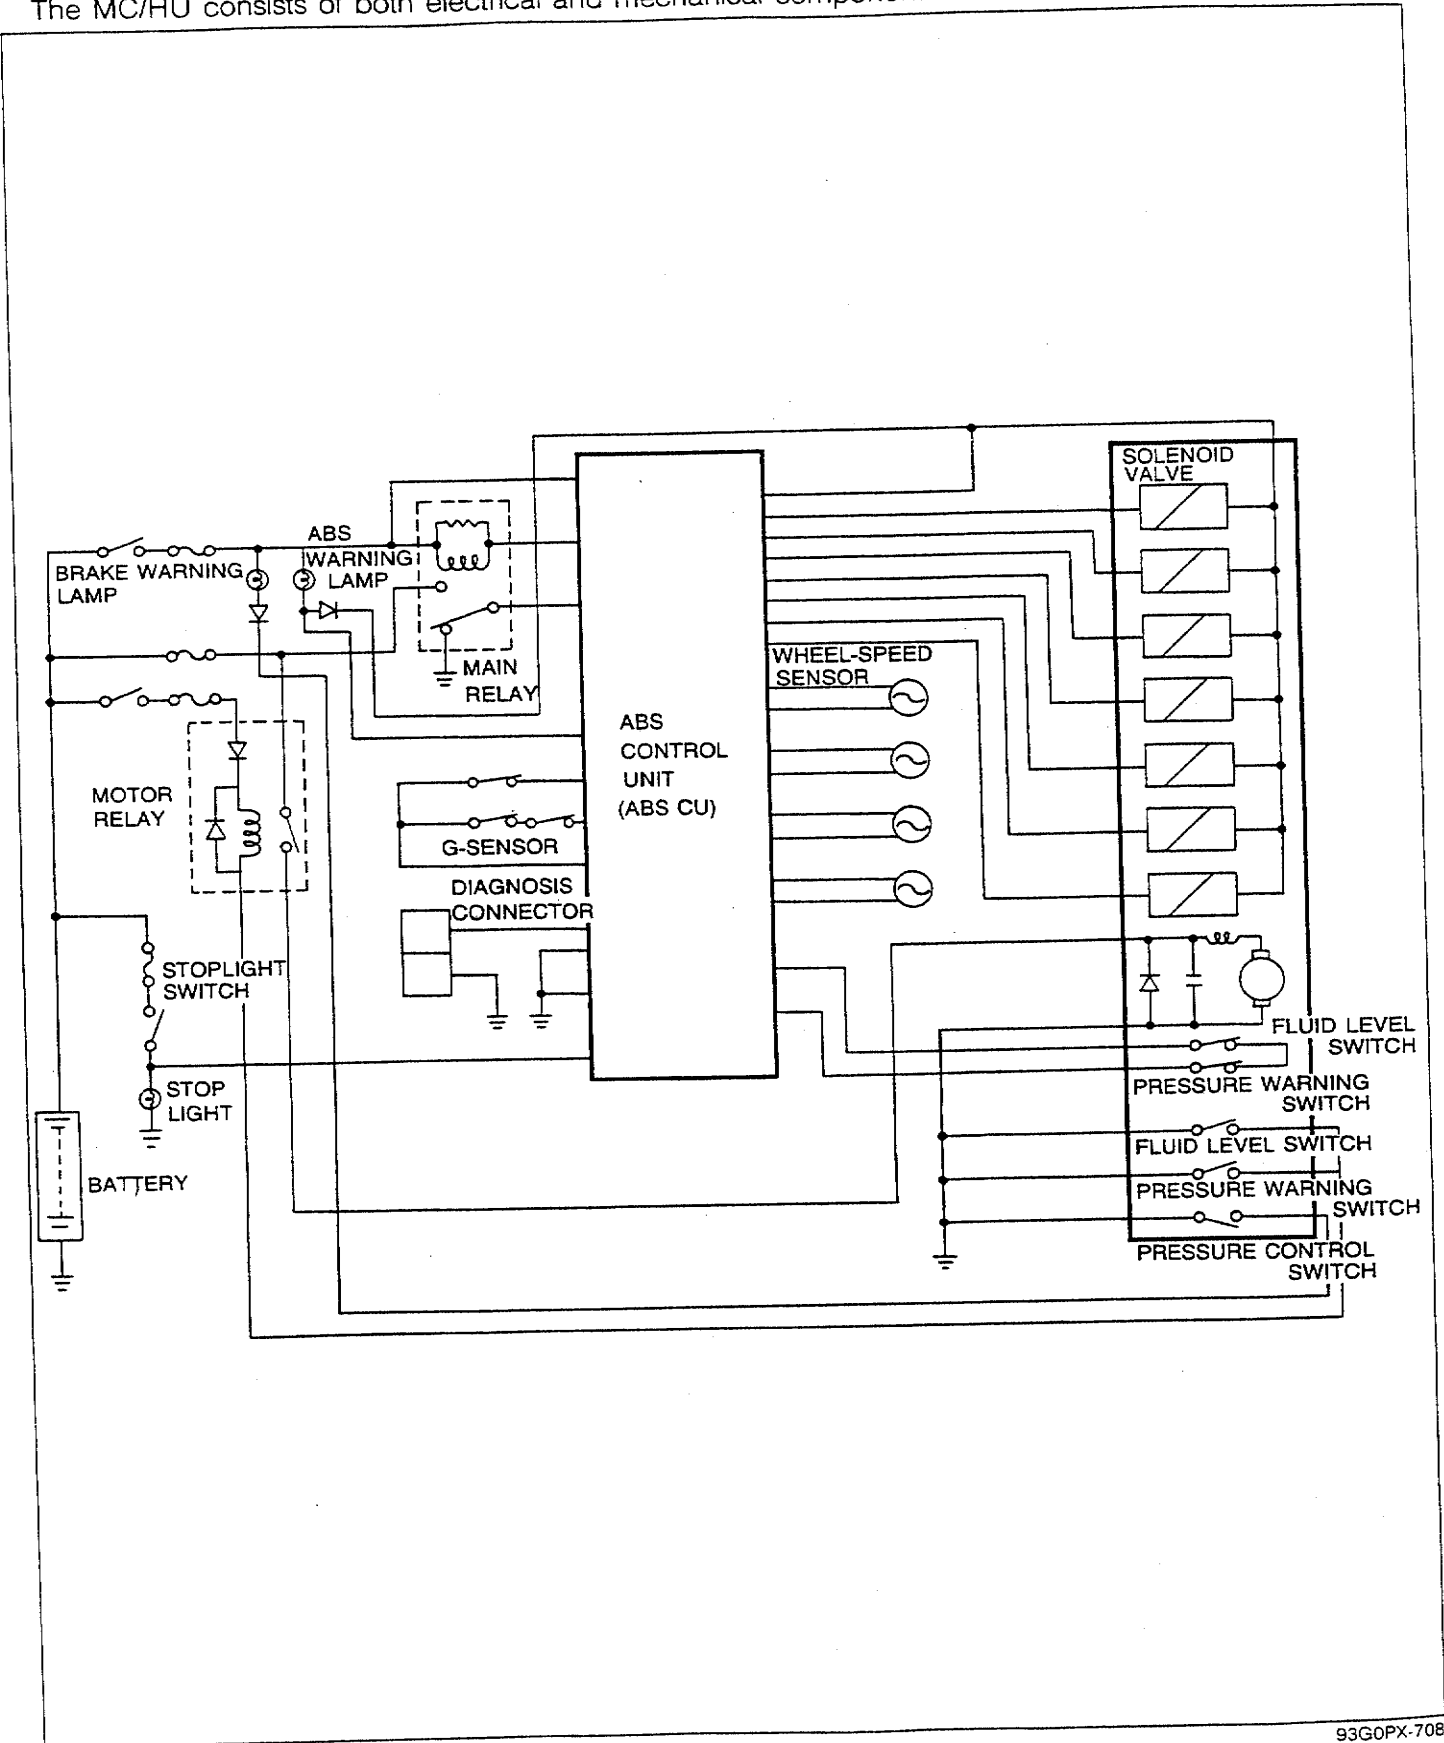 The MC/HU consists of both electrical and mechanical
SOLENOID
VALVE
ABS
WARNING
LAMP
BRAKE WARNING
LAMP
MAIN
RELAY
WHEEL-SPEED
SENSOR
ABS
CONTROL
UNIT
(ABS CU)
MOTOR
RELAY
G-SENSOR
DIAGNOSIS
CONNECTOR
STOPLIGHT
SWITCH
FLUID LEVEL
SWITCH
PRESSURE WARNING
SWITCH
STOP
LIGHT
FLUID LEVEL SWITCH
BATTERY
PRESSURE WARNING
SWITCH
PRESSURE CONTROL
SWITCH
93G0PX-708